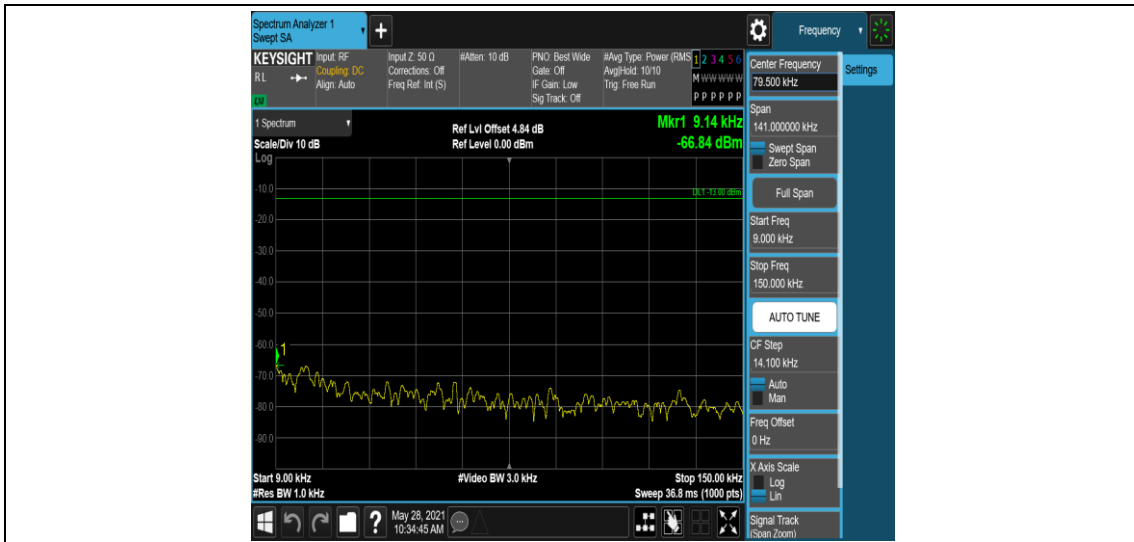 Spectrum Analyzer 1
Swept SA
Frequency
KEYSIGHT
RL
LNI
Input: RF
Coupling: DC
Align: Auto
Input Z: 50 Ω
Corrections: Off
Freq Ref: Int (S)
#Atten: 10 dB
PNO: Best Wide
Gate: Off
IF Gain: Low
Sig Track: Off
#Avg Type: Power (RMS
Avg|Hold: 10/10
Trig: Free Run
1 2 3 4 5 6
M W W W W W
P P P P P P
1 Spectrum
Scale/Div 10 dB
Log
Ref Lvl Offset 4.84 dB
Ref Level 0.00 dBm
Mkr1 9.14 kHz
-66.84 dBm
DL1 -13.00 dBm
-10.0
-20.0
-30.0
-40.0
-50.0
-60.0
1
-70.0
-80.0
-90.0
Start 9.00 kHz
#Res BW 1.0 kHz
#Video BW 3.0 kHz
Stop 150.00 kHz
Sweep 36.8 ms (1000 pts)
May 28, 2021
10:34:45 AM
Center Frequency
79.500 kHz
Settings
Span
141.000000 kHz
Swept Span
Zero Span
Full Span
Start Freq
9.000 kHz
Stop Freq
150.000 kHz
AUTO TUNE
CF Step
14.100 kHz
Auto
Man
Freq Offset
0 Hz
X Axis Scale
Log
Lin
Signal Track
(Span Zoom)